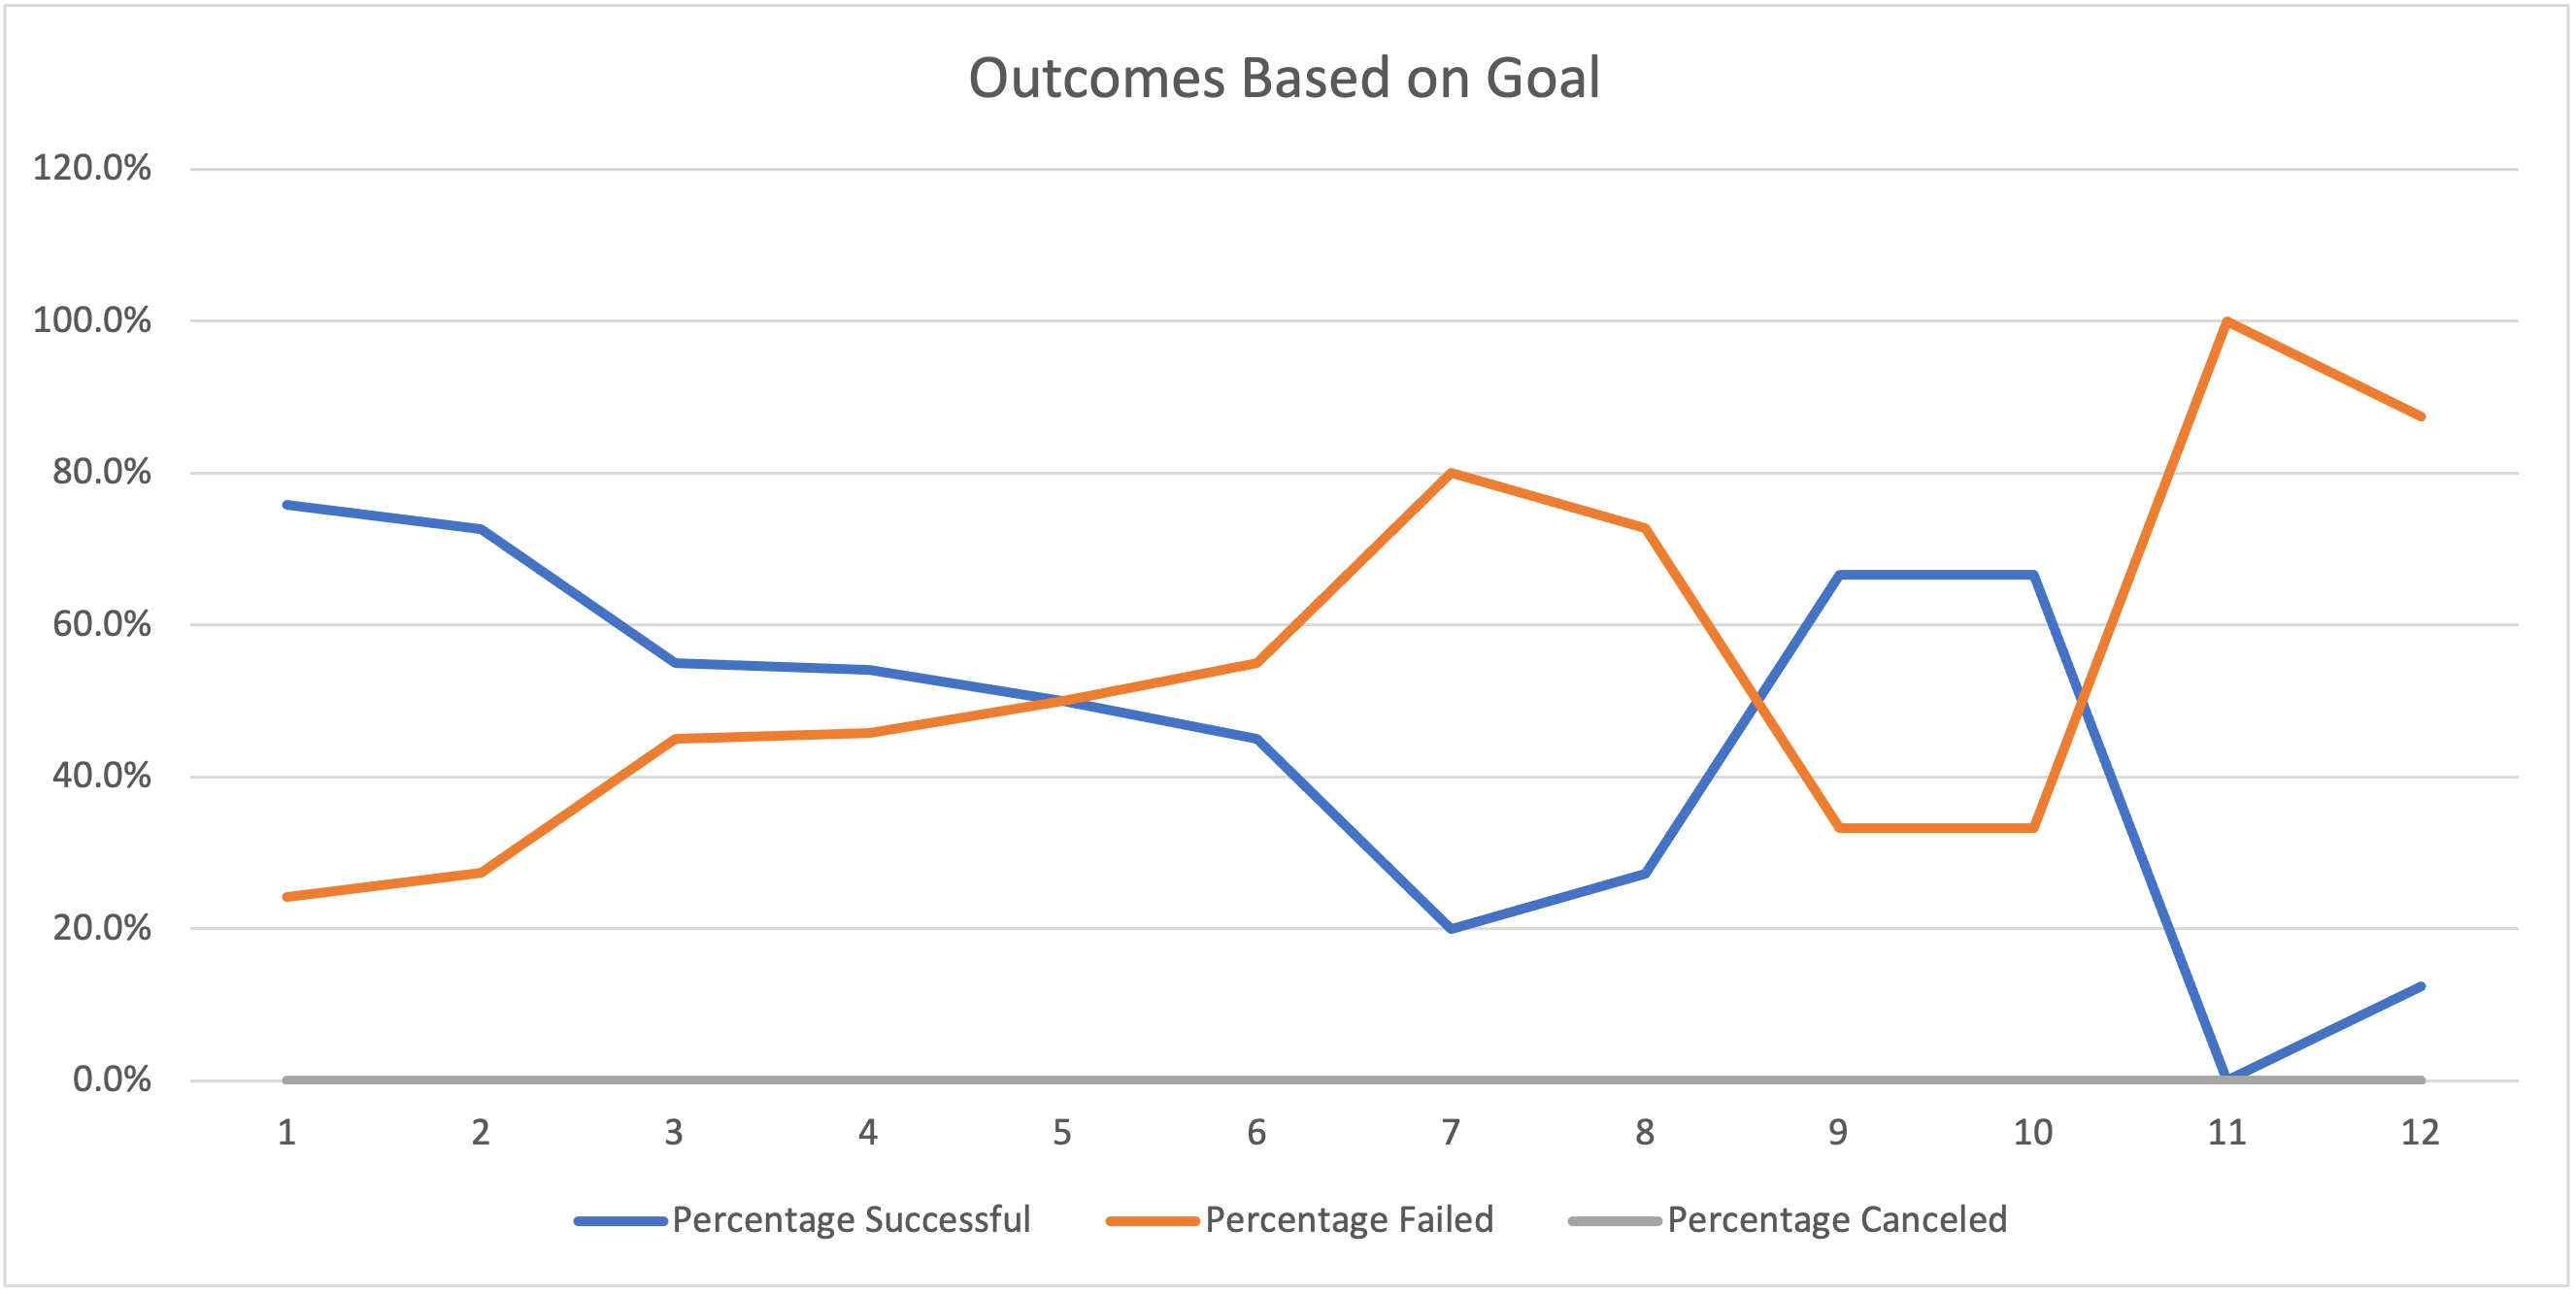 Outcomes Based on Goal
120.0%
100.0%
80.0%
60.0%
40.0%
20.0%
0.0%
1 2 3 4 5 6 7 8 9 10 11 12
Percentage Successful Percentage Failed Percentage Canceled